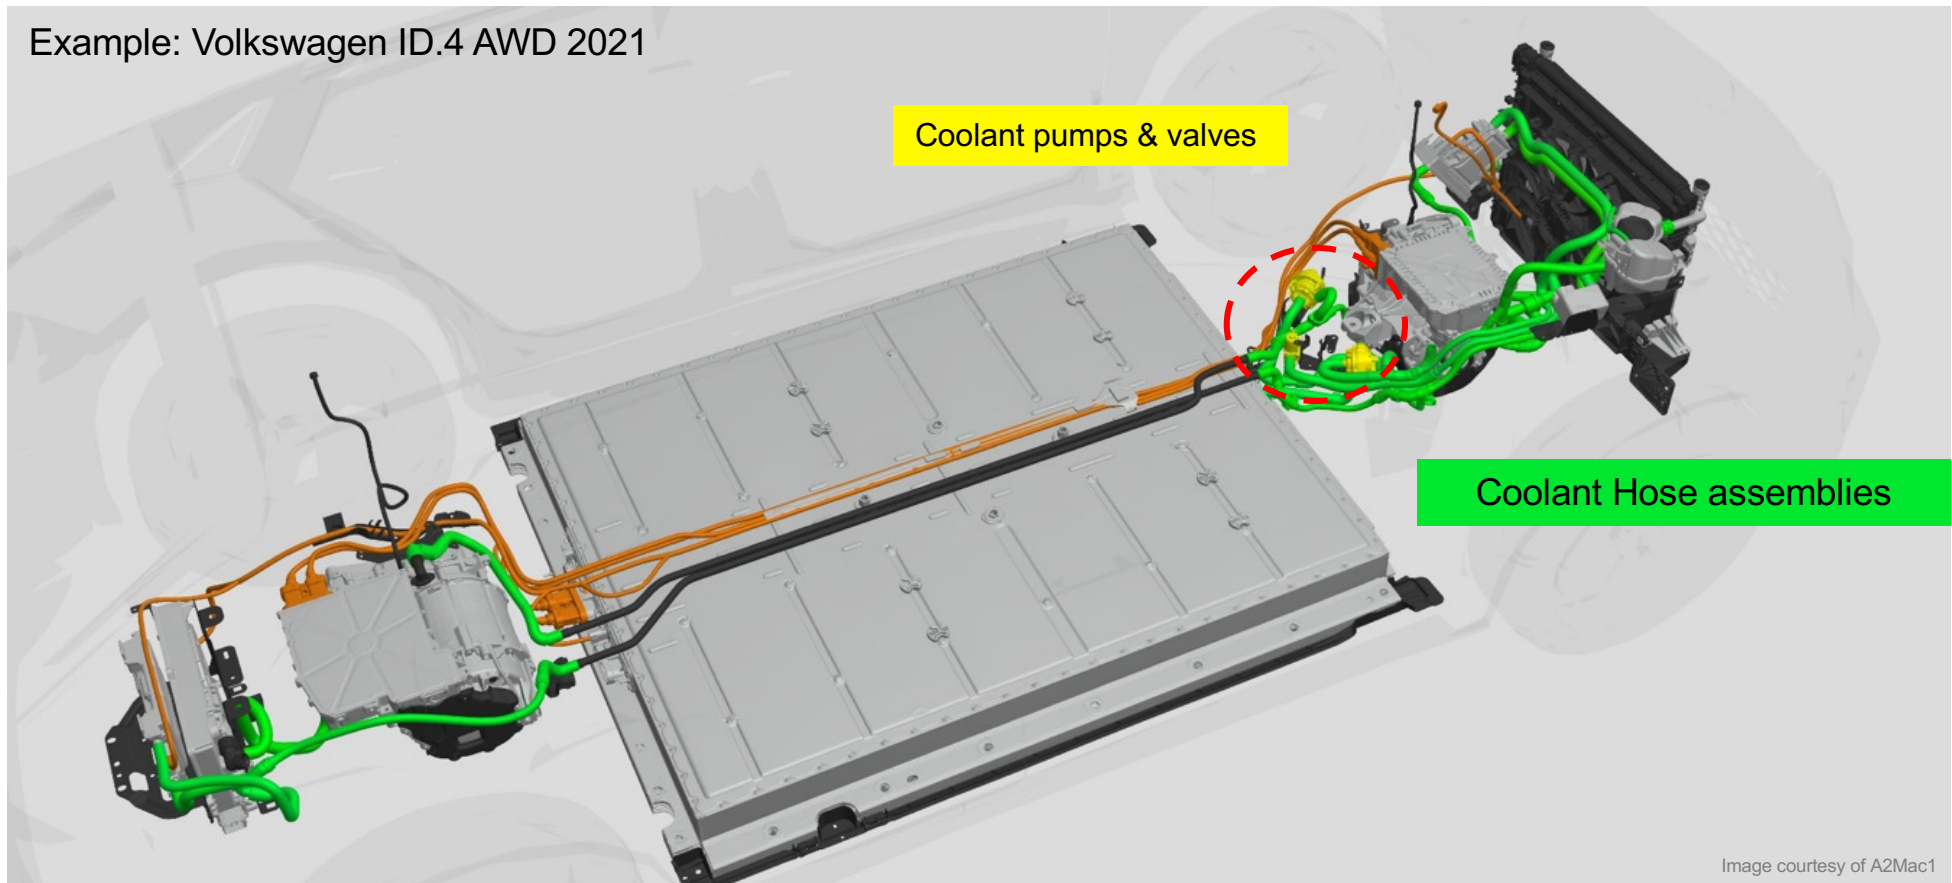 Example: Volkswagen ID.4 AWD 2021
Coolant pumps & valves
Coolant Hose assemblies
Image courtesy of A2Mac1